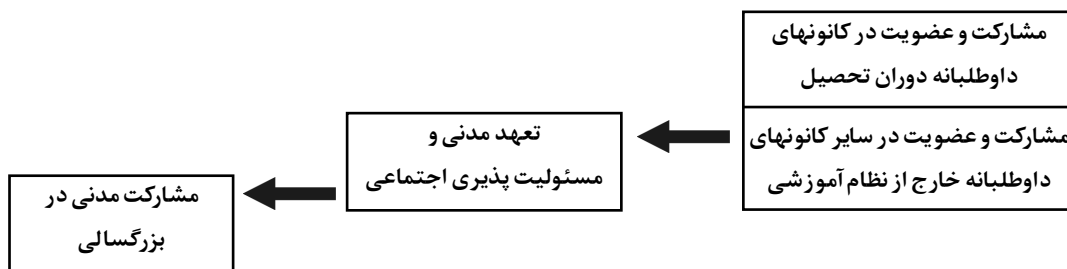 مشارکت و عضویت در کانونهای
داوطلبانه دوران تحصیل
مشارکت و عضویت در سایر کانونهای
داوطلبانه خارج از نظام آموزشی
تعهد مدنی و
مسئولیت پذیری اجتماعی
مشارکت مدنی در
بزرگسالی